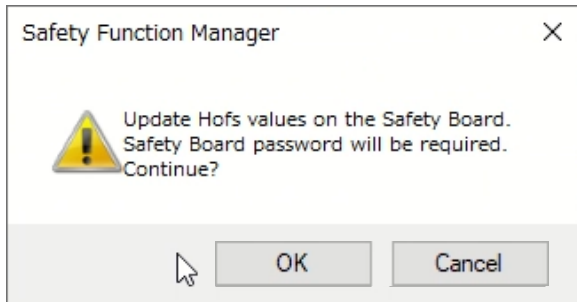 Safety Function Manager
Update Hofs values on the Safety Board.
Safety Board password will be required.
Continue?
OK
Cancel